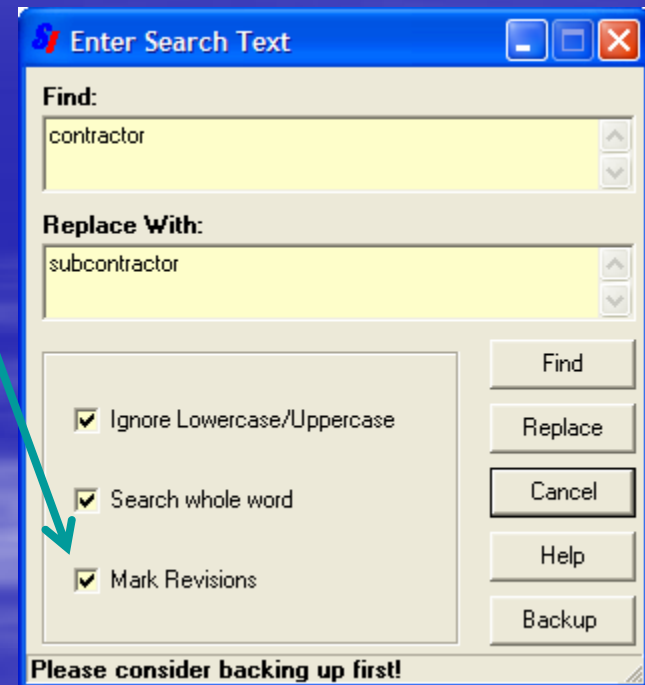 SI Enter Search Text
Find:
contractor
Replace With:
subcontractor
Find
Ignore Lowercase/Uppercase
Replace
Search whole word
Cancel
Mark Revisions
Help
Backup
Please consider backing up first!